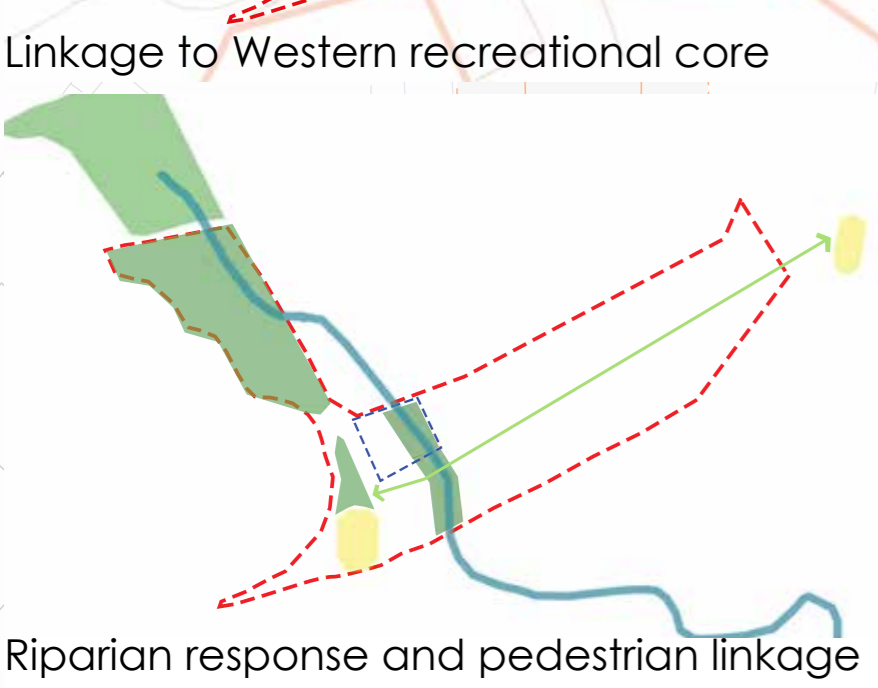 Linkage to Western recreational core
Riparian response and pedestrian linkage